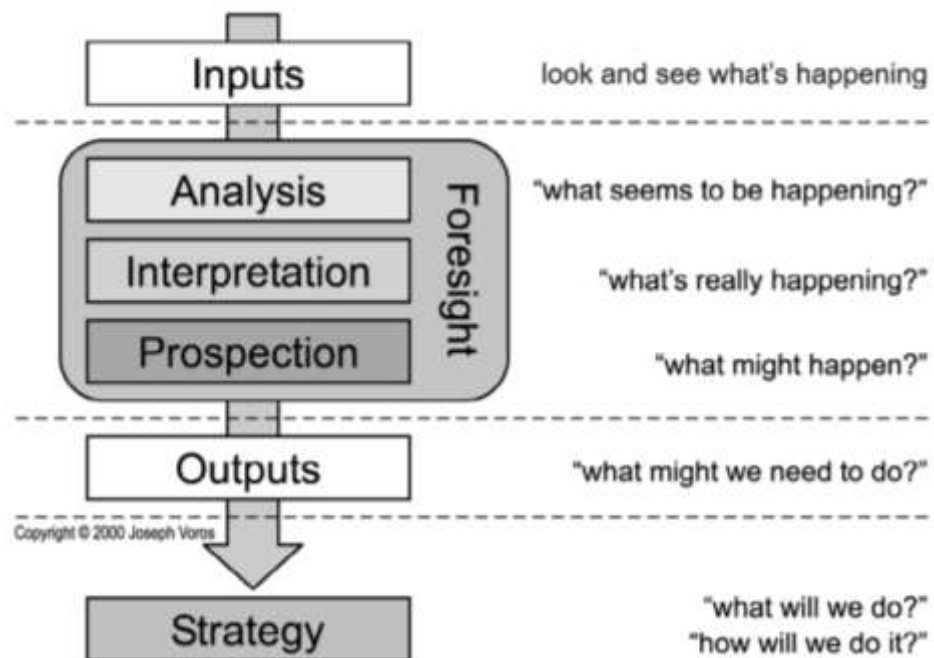 Inputs
look and see what's happening
Analysis
“what seems to be happening?”
Interpretation
“what's really happening?”
Prospection
“what might happen?”
Foresight
Outputs
“what might we need to do?”
Copyright © 2000 Joseph Voros
Strategy
“what will we do?”
“how will we do it?”